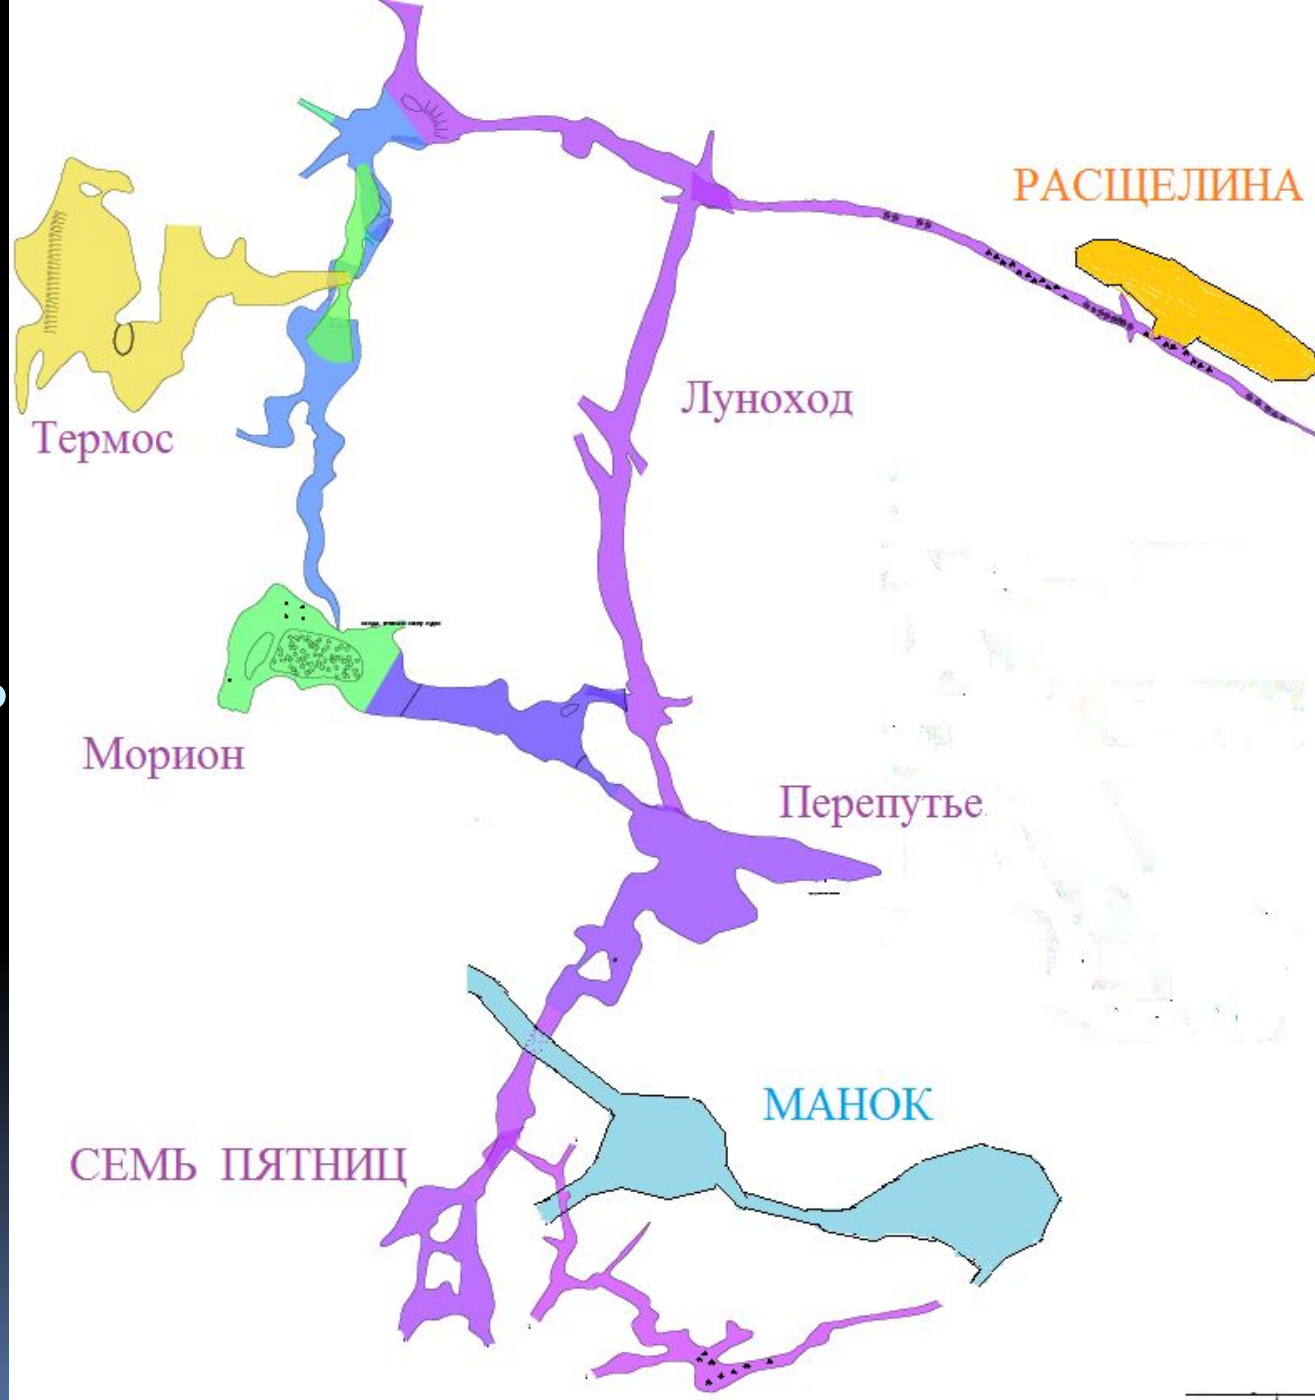 РАСЩЕЛИНА
Луноход
Термос
Морион
Перепутье
МАНОК
СЕМЬ ПЯТНИЦ